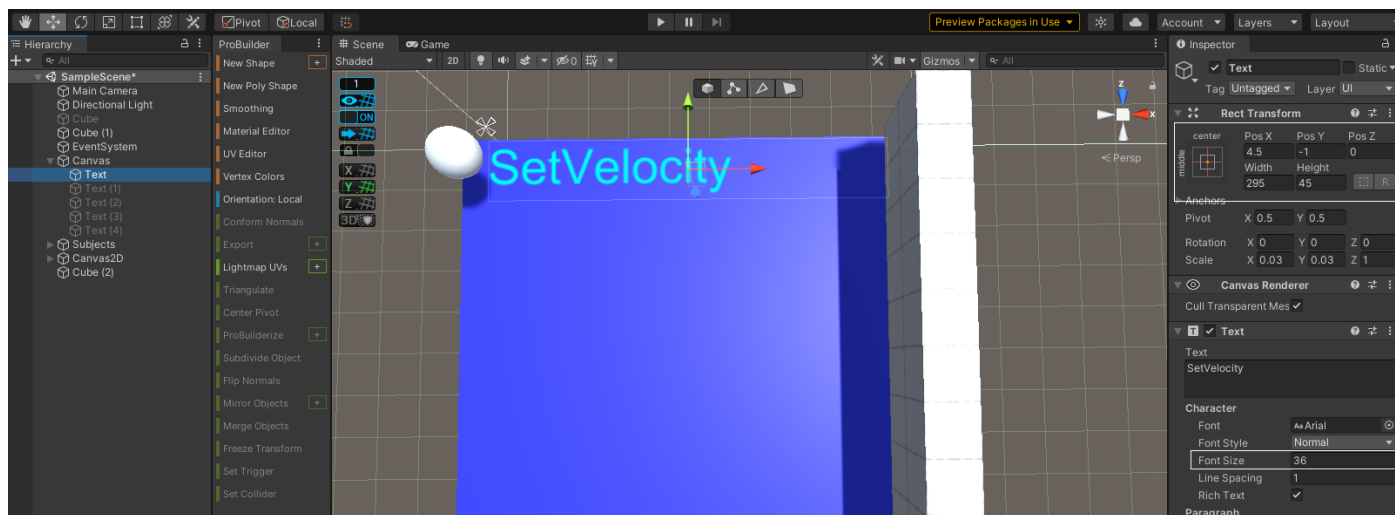 Pivot Local Preview Packages in Use Account Layers Layout
Hierarchy
All
SampleScene*
Main Camera
Directional Light
Cube
Cube (1)
EventSystem
Canvas
Text
Text (1)
Text (2)
Text (3)
Text (4)
Subjects
Canvas2D
Cube (2)
ProBuilder
New Shape +
New Poly Shape
Smoothing
Material Editor
UV Editor
Vertex Colors
Orientation: Local
Conform Normals
Export +
Lightmap UVs +
Triangulate
Center Pivot
ProBuilderize +
Subdivide Object
Flip Normals
Mirror Objects +
Merge Objects
Freeze Transform
Set Trigger
Set Collider
# Scene Game
Shaded 2D 0 Gizmos All
1
ON
X
Y
Z
3D
SetVelocity
z
x
Persp
Inspector
Text Static
Tag Untagged Layer UI
Rect Transform
center Pos X Pos Y Pos Z
middle 4.5 -1 0
Width Height
295 45 R
Anchors
Pivot X 0.5 Y 0.5
Rotation X 0 Y 0 Z 0
Scale X 0.03 Y 0.03 Z 1
Canvas Renderer
Cull Transparent Mes
T Text
Text
SetVelocity
Character
Font Aa Arial
Font Style Normal
Font Size 36
Line Spacing 1
Rich Text
Paragraph